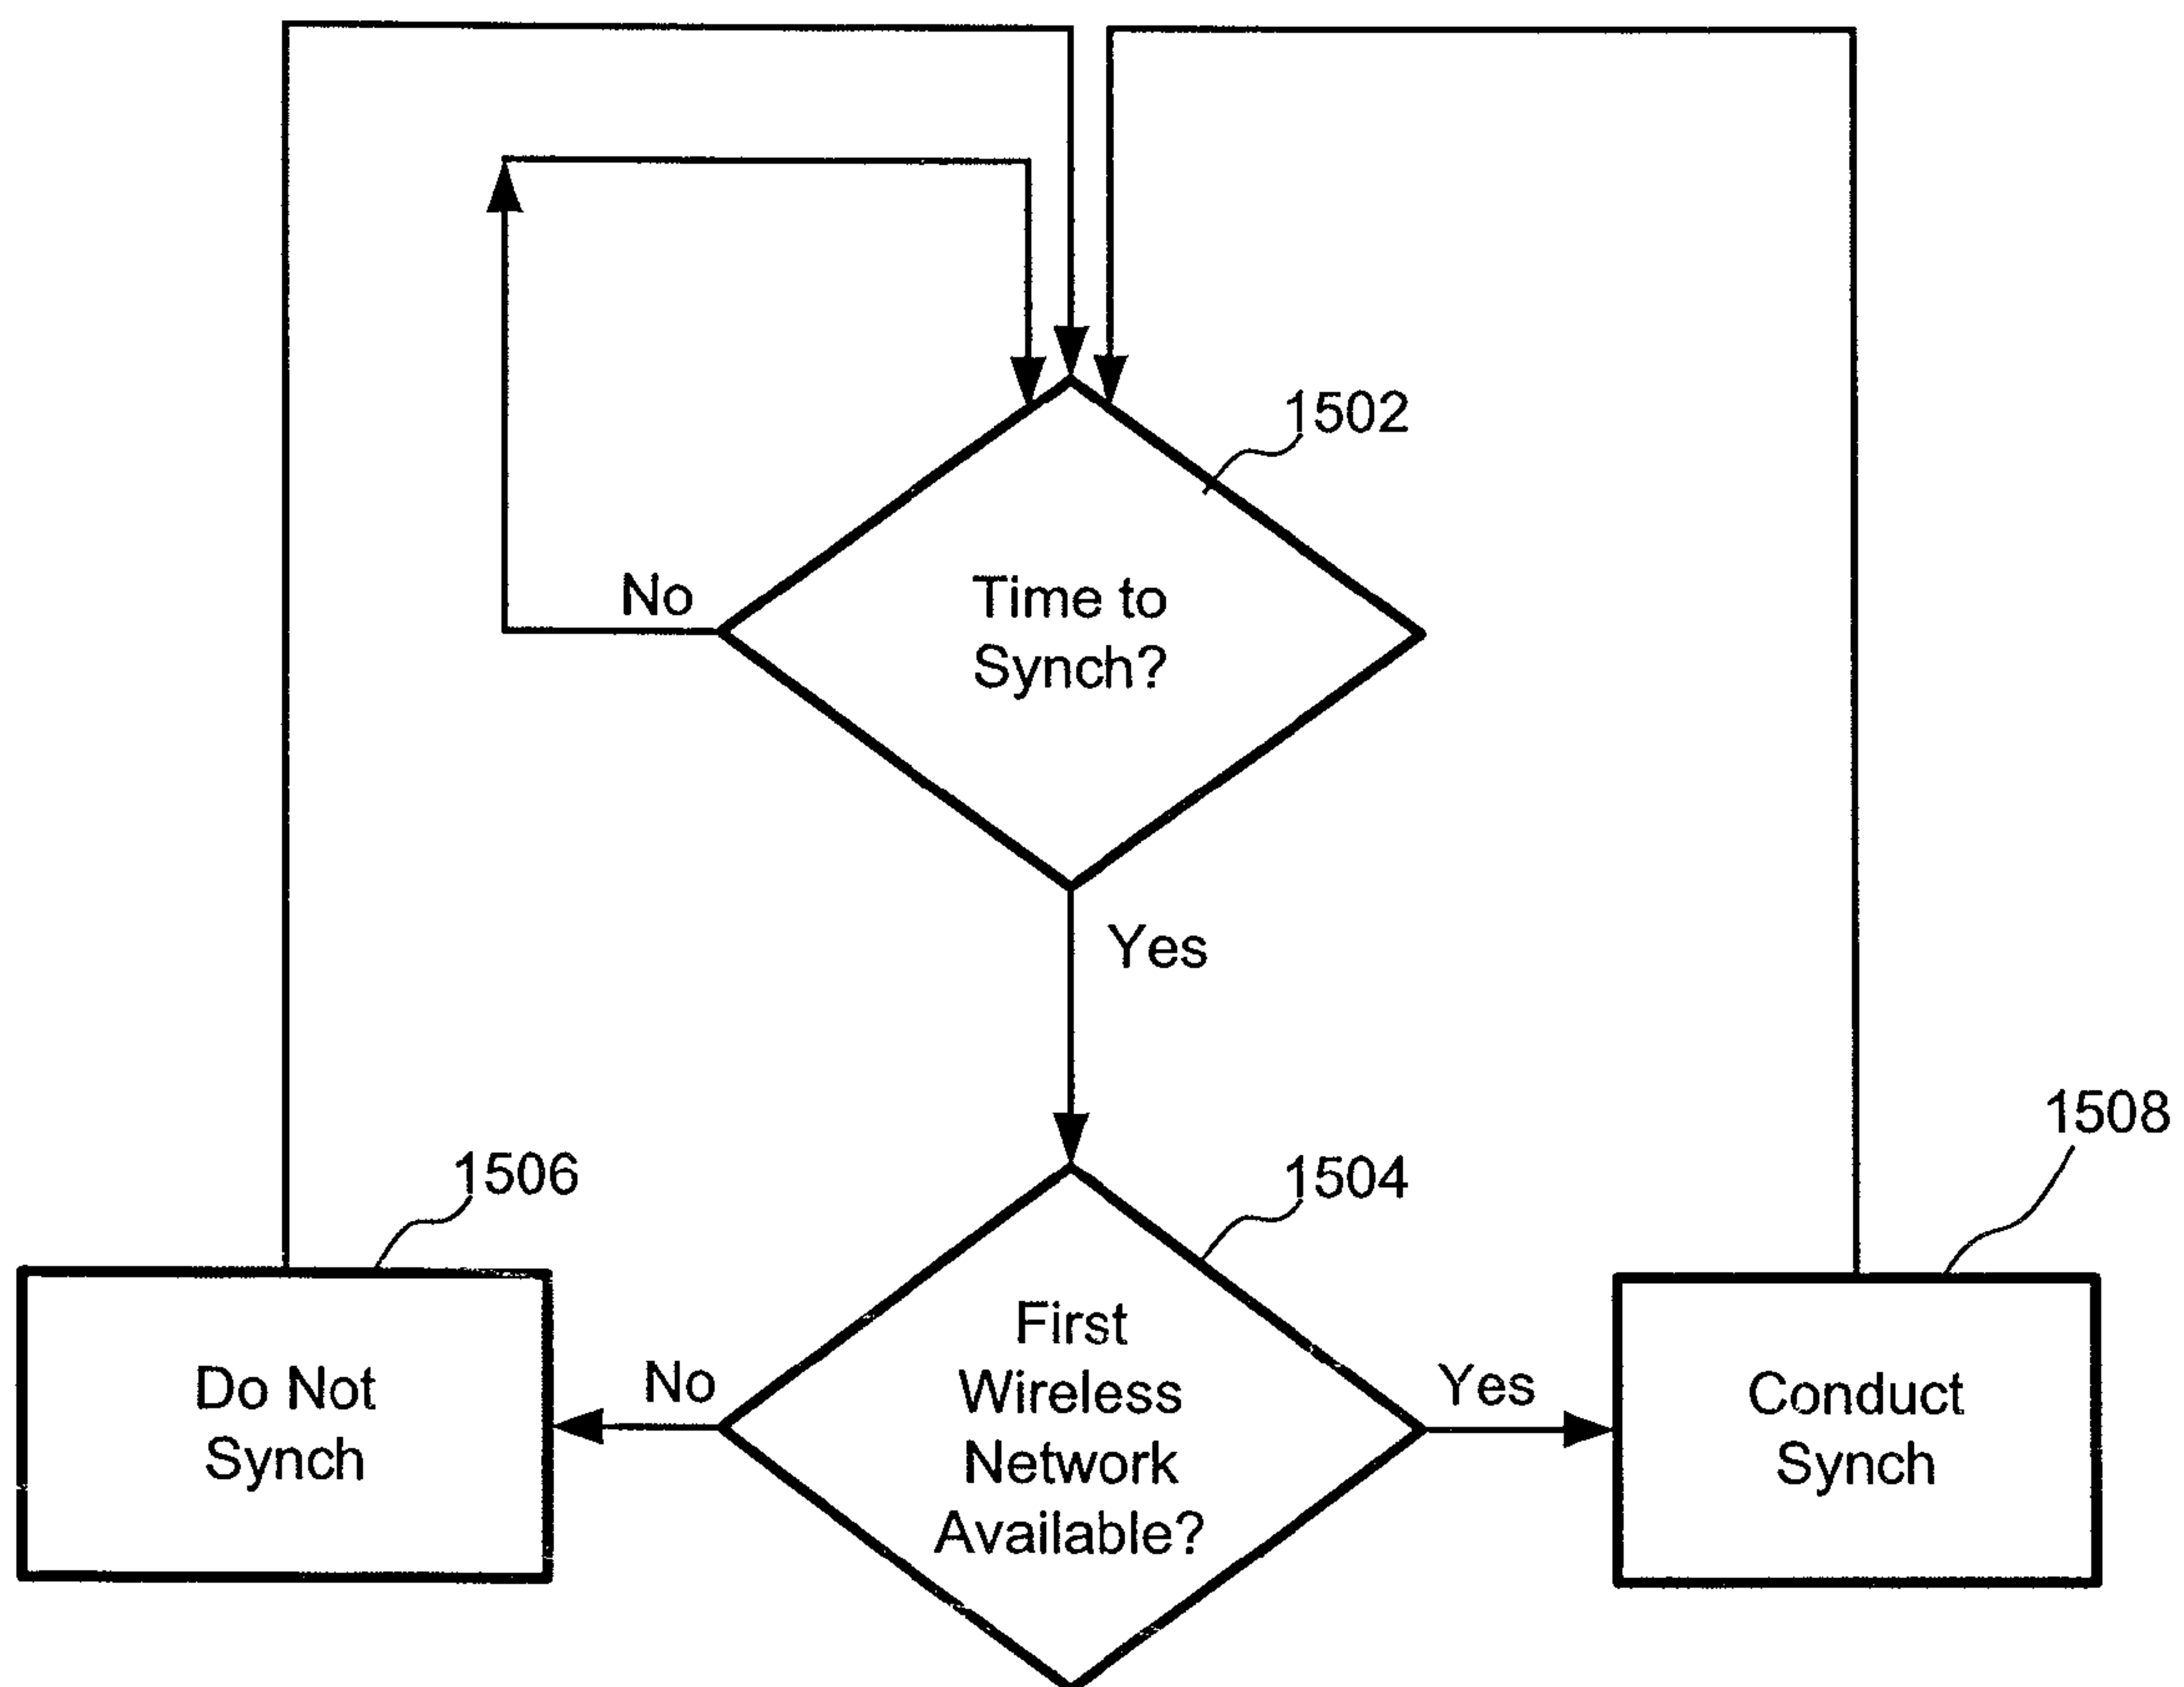 1502
No
Time to
Synch?
Yes
1508
1506
1504
First
Wireless
Network
Available?
No
Yes
Do Not
Synch
Conduct
Synch